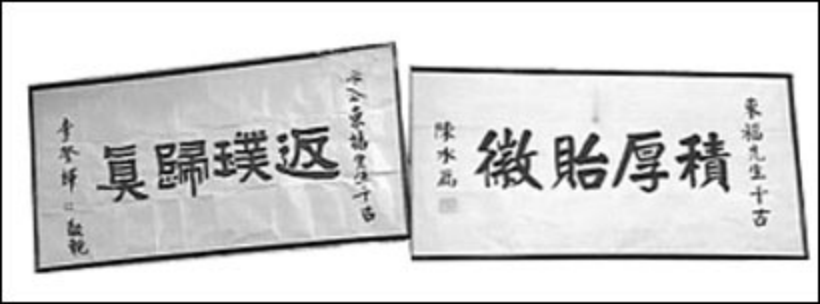 公東福先生千古
返璞歸眞
李登輝 敬輓
東福先生千古
積厚貽徽
陳水扁